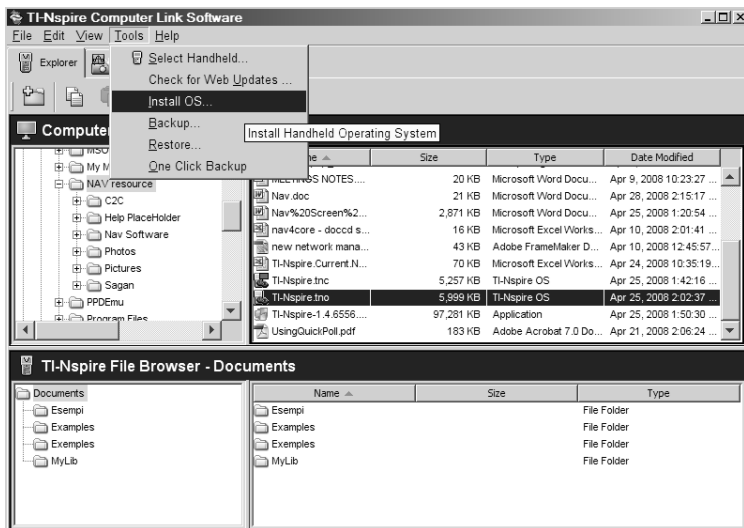 TI-Nspire Computer Link Software
File Edit View Tools Help
Explorer
Select Handheld...
Check for Web Updates ...
Install OS...
Backup...
Restore...
One Click Backup
Install Handheld Operating System
Size Type Date Modified
MEETINGS NOTES.... 20 KB Microsoft Word Docu... Apr 9, 2008 10:23:27 ...
Nav.doc 21 KB Microsoft Word Docu... Apr 28, 2008 2:15:17 ...
Nav%20Screen%2... 2,871 KB Microsoft Word Docu... Apr 25, 2008 1:20:54 ...
nav4core - doccd s... 16 KB Microsoft Excel Works... Apr 10, 2008 2:01:41 ...
new network mana... 43 KB Adobe FrameMaker D... Apr 10, 2008 12:45:57...
TI-Nspire.Current.N... 70 KB Microsoft Excel Works... Apr 24, 2008 10:35:19...
TI-Nspire.tnc 5,257 KB TI-Nspire OS Apr 25, 2008 1:42:16 ...
TI-Nspire.tno 5,999 KB TI-Nspire OS Apr 25, 2008 2:02:37 ...
TI-Nspire-1.4.6556.... 97,281 KB Application Apr 25, 2008 1:50:30 ...
UsingQuickPoll.pdf 183 KB Adobe Acrobat 7.0 Do... Apr 21, 2008 2:06:24 ...
NAV resource
C2C
Help PlaceHolder
Nav Software
Photos
Pictures
Sagan
PPDEmu
Program Files
TI-Nspire File Browser - Documents
Documents
Esempi
Examples
Exemples
MyLib
Name Size Type
Esempi File Folder
Examples File Folder
Exemples File Folder
MyLib File Folder